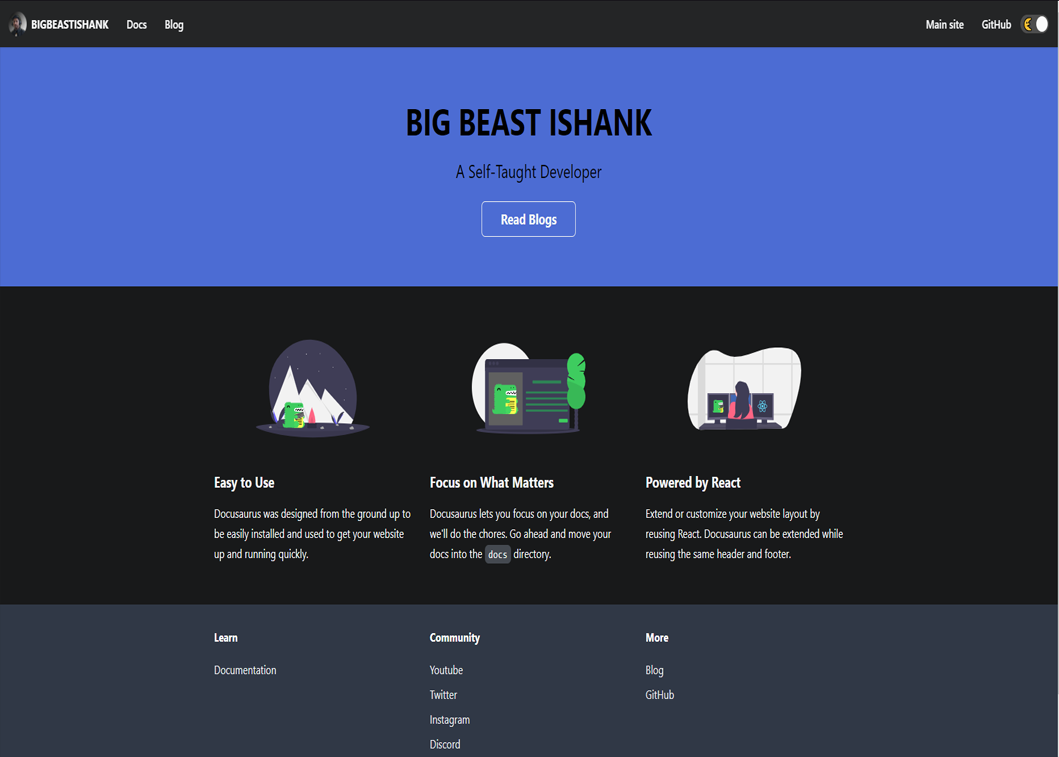 BIGBEASTISHANK Docs Blog Main site GitHub
BIG BEAST ISHANK
A Self-Taught Developer
Read Blogs
Easy to Use
Docusaurus was designed from the ground up to
be easily installed and used to get your website
up and running quickly.
Focus on What Matters
Docusaurus lets you focus on your docs, and
we'll do the chores. Go ahead and move your
docs into the docs directory.
Powered by React
Extend or customize your website layout by
reusing React. Docusaurus can be extended while
reusing the same header and footer.
Learn
Documentation
Community
Youtube
Twitter
Instagram
Discord
More
Blog
GitHub